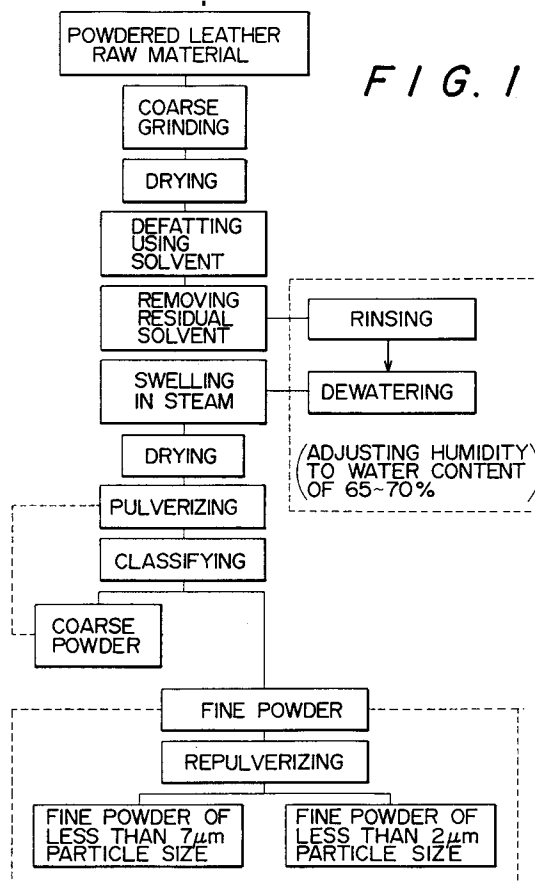 POWDERED LEATHER
RAW MATERIAL
FIG. 1
COARSE
GRINDING
DRYING
DEFATTING
USING
SOLVENT
REMOVING
RESIDUAL
SOLVENT
RINSING
SWELLING
IN STEAM
DEWATERING
DRYING
(ADJUSTING HUMIDITY
TO WATER CONTENT
OF 65~70%)
PULVERIZING
CLASSIFYING
COARSE
POWDER
FINE POWDER
REPULVERIZING
FINE POWDER OF
LESS THAN 7μm
PARTICLE SIZE
FINE POWDER OF
LESS THAN 2μm
PARTICLE SIZE